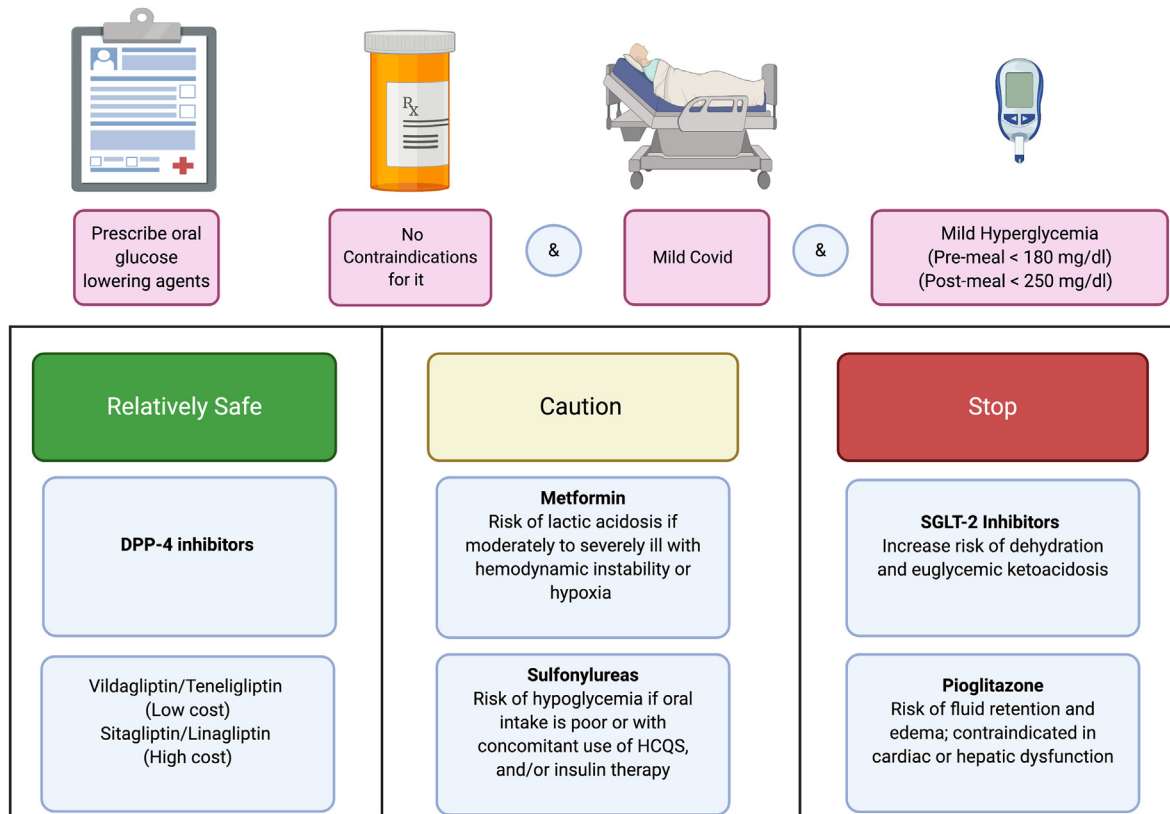 Rx
Prescribe oral
glucose
lowering agents
No
Contraindications
for it
&
Mild Covid
&
Mild Hyperglycemia
(Pre-meal < 180 mg/dl)
(Post-meal < 250 mg/dl)
Relatively Safe
Caution
Stop
DPP-4 inhibitors
Metformin
Risk of lactic acidosis if
moderately to severely ill with
hemodynamic instability or
hypoxia
SGLT-2 Inhibitors
Increase risk of dehydration
and euglycemic ketoacidosis
Vildagliptin/Teneligliptin
(Low cost)
Sitagliptin/Linagliptin
(High cost)
Sulfonylureas
Risk of hypoglycemia if oral
intake is poor or with
concomitant use of HCQS,
and/or insulin therapy
Pioglitazone
Risk of fluid retention and
edema; contraindicated in
cardiac or hepatic dysfunction